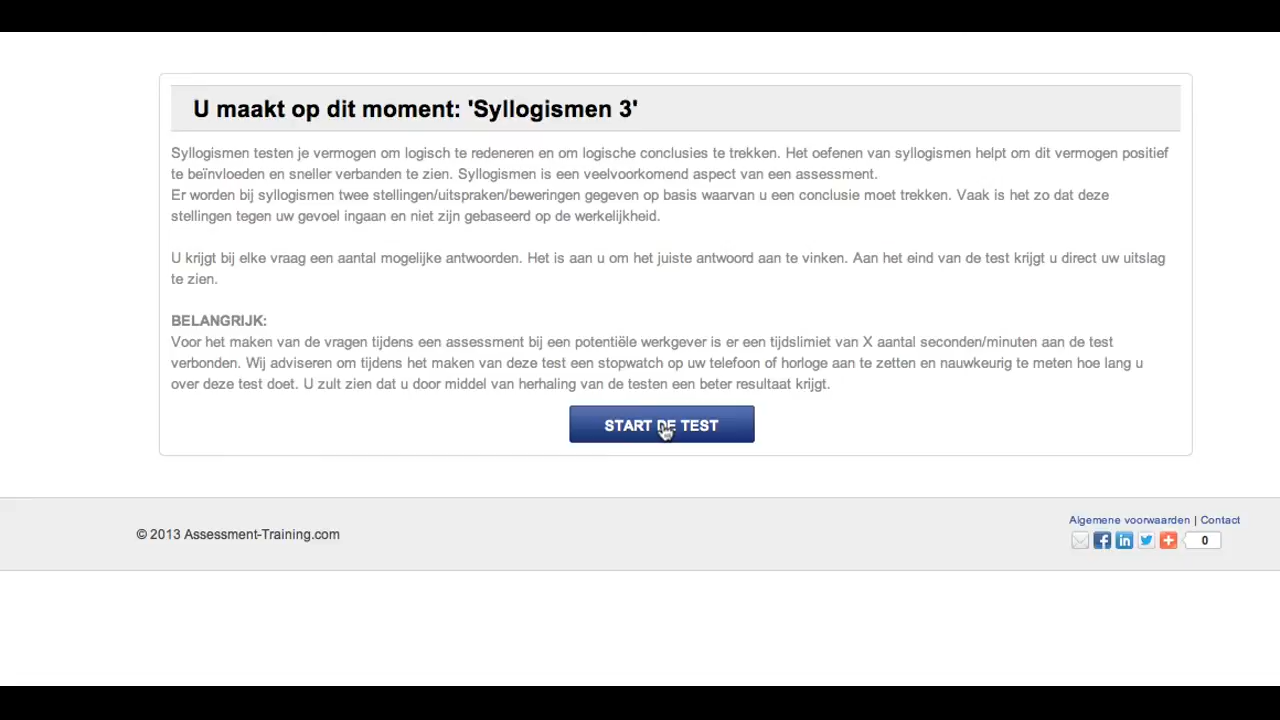 U maakt op dit moment: 'Syllogismen 3'
Syllogismen testen je vermogen om logisch te redeneren en om logische conclusies te trekken. Het oefenen van syllogismen helpt om dit vermogen positief
te beïnvloeden en sneller verbanden te zien. Syllogismen is een veelvoorkomend aspect van een assessment.
Er worden bij syllogismen twee stellingen/uitspraken/beweringen gegeven op basis waarvan u een conclusie moet trekken. Vaak is het zo dat deze
stellingen tegen uw gevoel ingaan en niet zijn gebaseerd op de werkelijkheid.
U krijgt bij elke vraag een aantal mogelijke antwoorden. Het is aan u om het juiste antwoord aan te vinken. Aan het eind van de test krijgt u direct uw uitslag
te zien.
BELANGRIJK:
Voor het maken van de vragen tijdens een assessment bij een potentiële werkgever is er een tijdslimiet van X aantal seconden/minuten aan de test
verbonden. Wij adviseren om tijdens het maken van deze test een stopwatch op uw telefoon of horloge aan te zetten en nauwkeurig te meten hoe lang u
over deze test doet. U zult zien dat u door middel van herhaling van de testen een beter resultaat krijgt.
START DE TEST
© 2013 Assessment-Training.com
Algemene voorwaarden | Contact
0